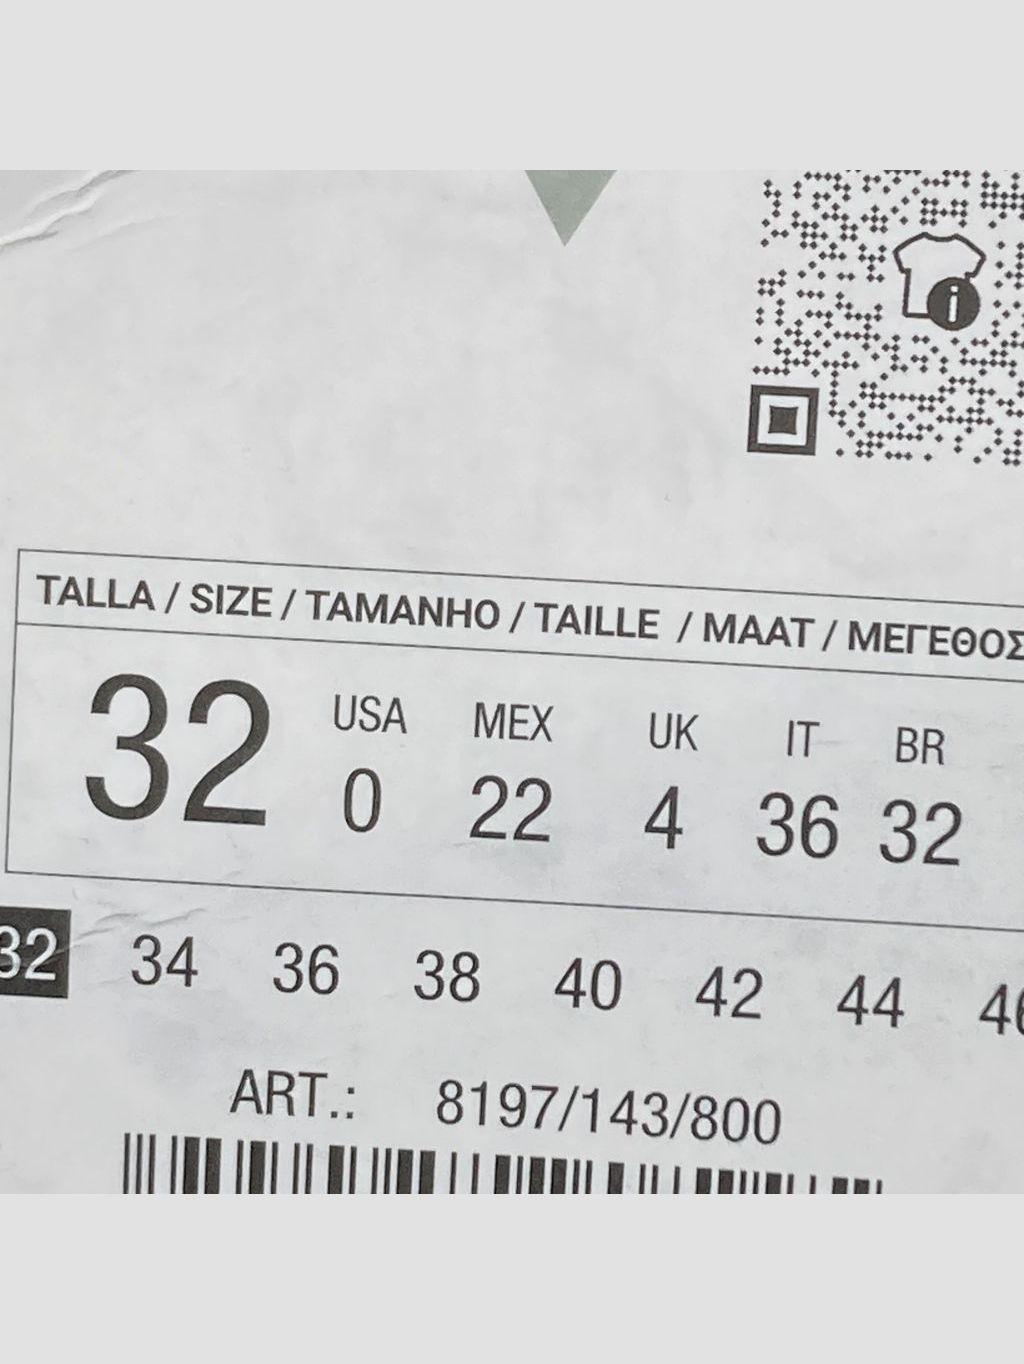 i
TALLA / SIZE / TAMANHO / TAILLE / MAAT / ΜΕΓΕΘΟΣ
32 USA MEX UK IT BR
0 22 4 36 32
32 34 36 38 40 42 44 46
ART.: 8197/143/800